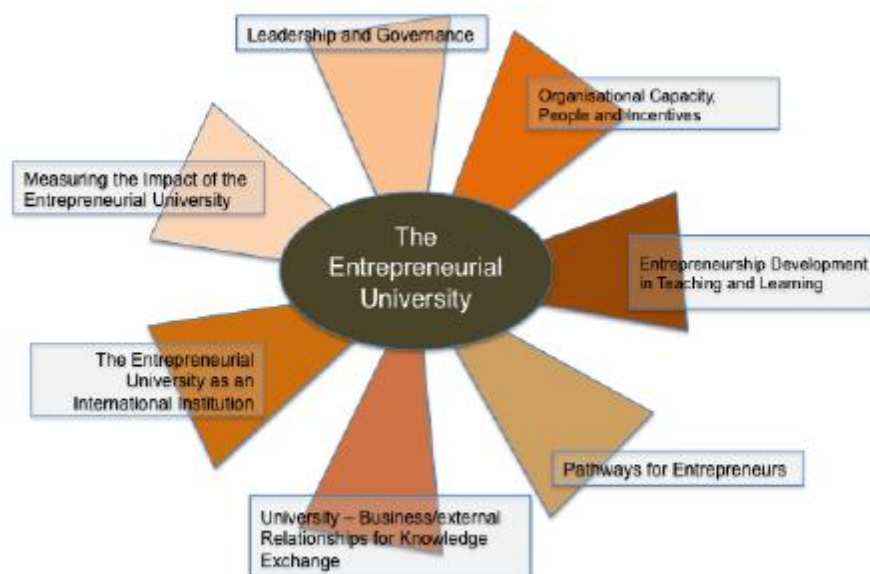 Leadership and Governance
Organisational Capacity,
People and Incentives
Measuring the Impact of the
Entrepreneurial University
The
Entrepreneurial
University
Entrepreneurship Development
in Teaching and Learning
The Entrepreneurial
University as an
International Institution
Pathways for Entrepreneurs
University – Business/external
Relationships for Knowledge
Exchange